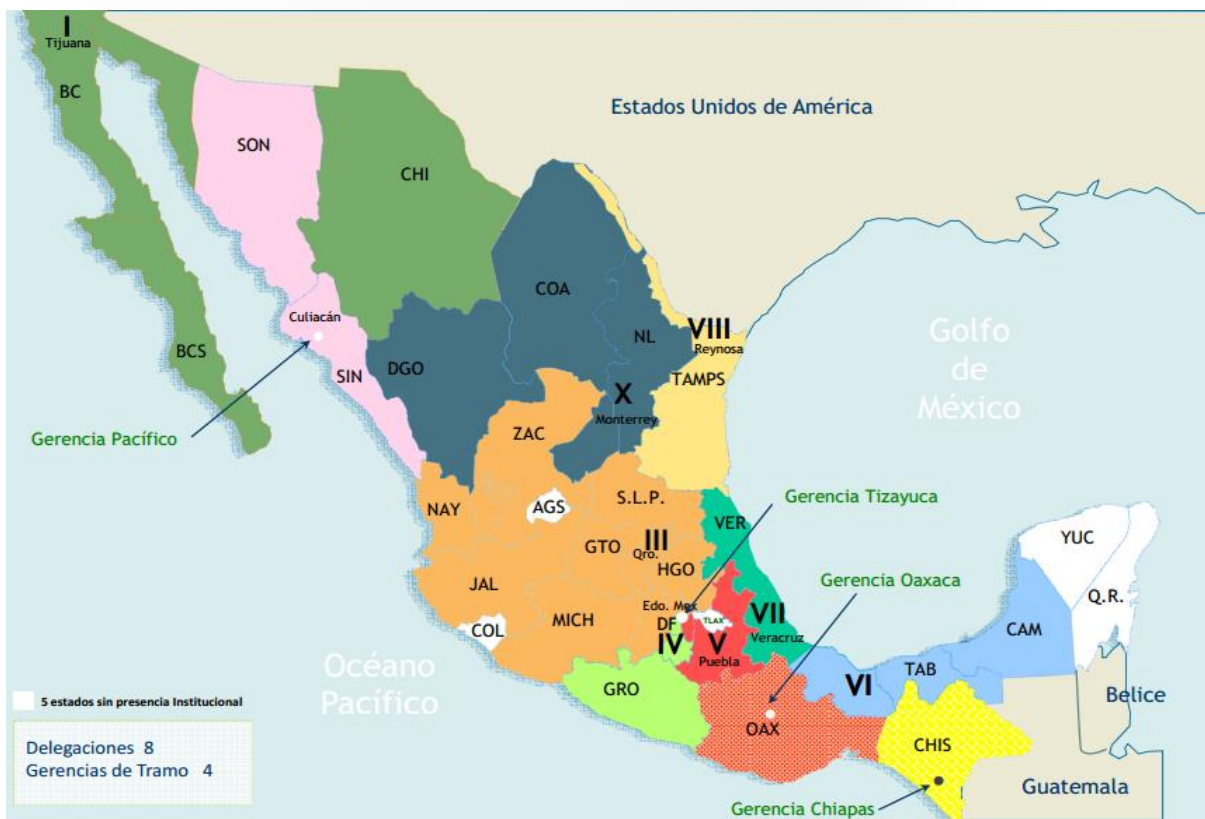 I
Tijuana
BC
Estados Unidos de América
SON
CHI
COA
Culiacán
NL
VIII
Reynosa
Golfo
de
México
BCS
SIN
DGO
TAMPS
X
Monterrey
Gerencia Pacífico
ZAC
S.L.P.
Gerencia Tizayuca
NAY
AGS
VER
YUC
GTO
III
Qro.
HGO
Gerencia Oaxaca
JAL
Q.R.
Edo. Mex
MICH
DF
TLAX
VII
Veracruz
CAM
COL
IV
V
Puebla
Océano
Pacífico
TAB
GRO
VI
Belice
5 estados sin presencia Institucional
OAX
CHIS
Delegaciones 8
Gerencias de Tramo 4
Guatemala
Gerencia Chiapas